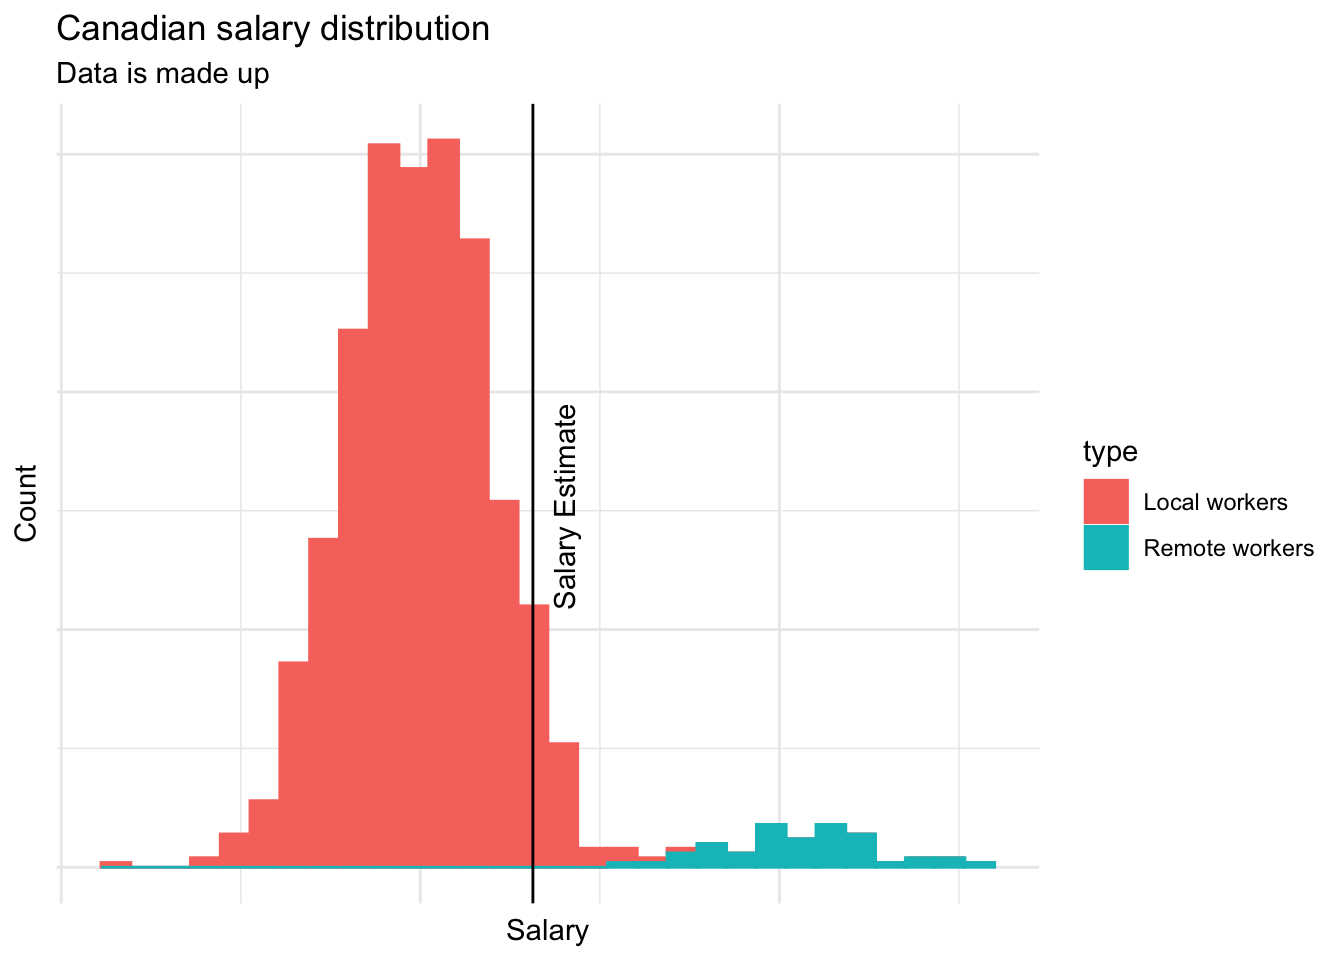 Canadian salary distribution
Data is made up
Count
Salary Estimate
Salary
type
Local workers
Remote workers